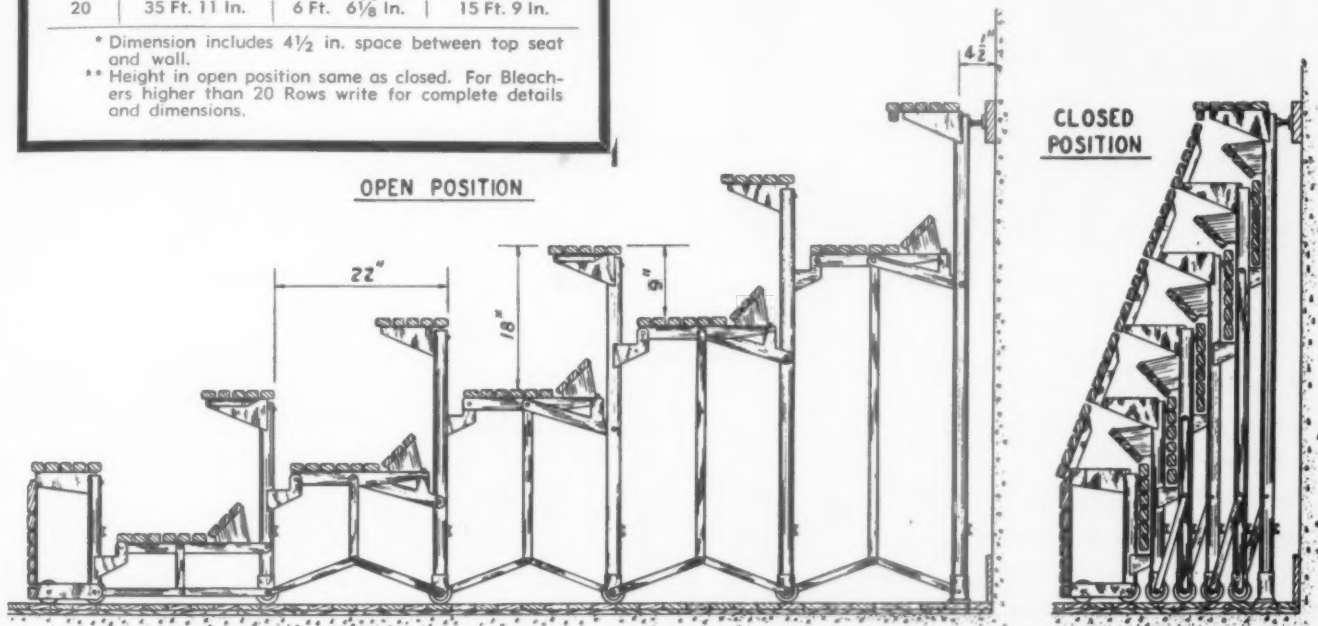 20 | 35 Ft. 11 In. | 6 Ft. 6⅛ In. | 15 Ft. 9 In.
* Dimension includes 4½ in. space between top seat
and wall.
** Height in open position same as closed. For Bleach-
ers higher than 20 Rows write for complete details
and dimensions.
4½"
CLOSED
POSITION
OPEN POSITION
22"
18"
9"